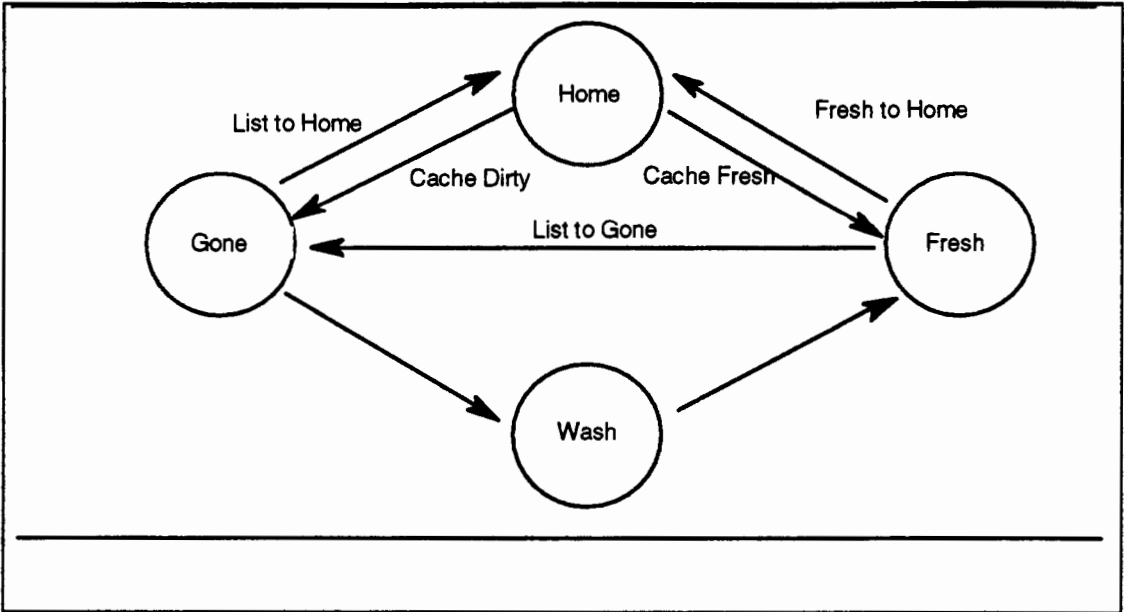 Home
List to Home
Fresh to Home
Cache Dirty
Cache Fresh
List to Gone
Gone
Fresh
Wash